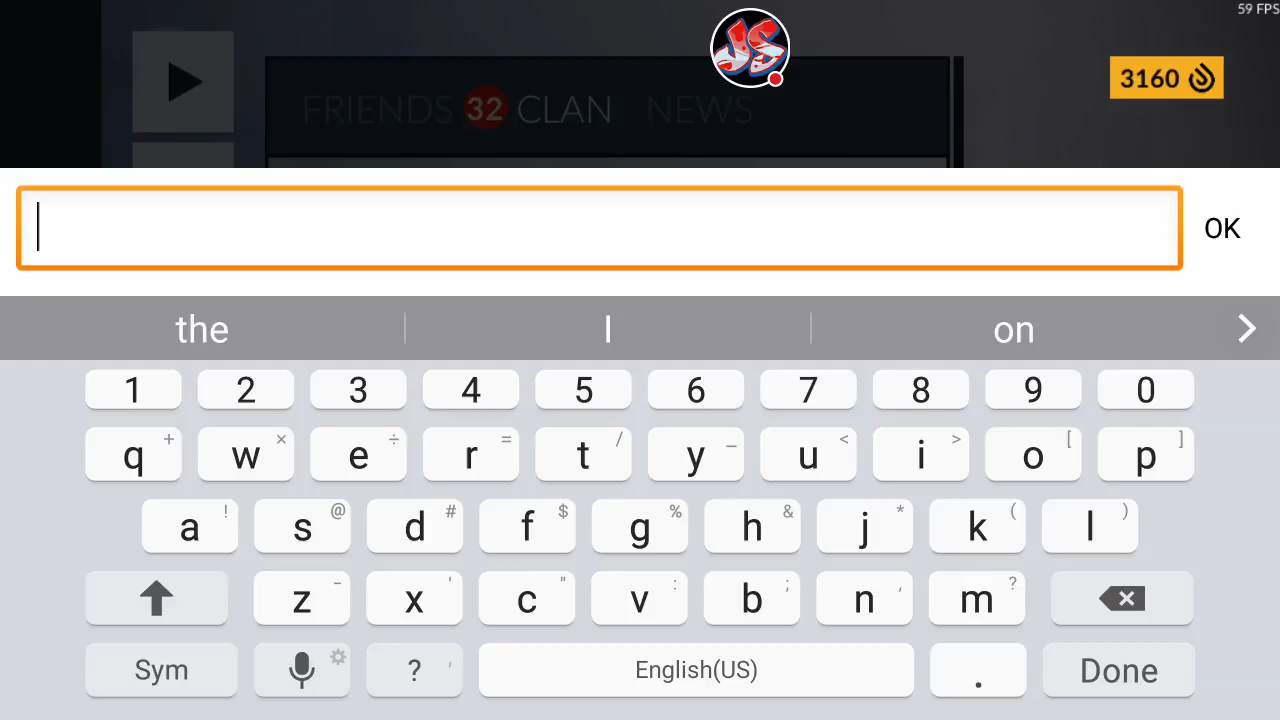 59 FPS
JS
3160
FRIENDS 32 CLAN NEWS
OK
the I on
1 2 3 4 5 6 7 8 9 0
q + w × e ÷ r = t / y _ u < i > o [ p ]
a ! s @ d # f $ g % h & j * k ( l )
z - x ' c " v : b ; n , m ?
Sym ? , English(US) . Done